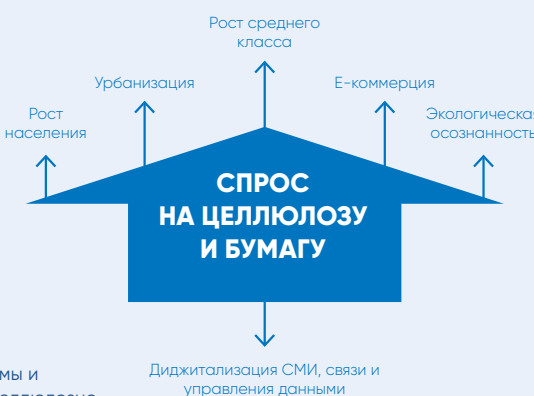 Рост среднего
класса
Урбанизация
Е-коммерция
Рост
населения
Экологическая
осознанность
СПРОС
НА ЦЕЛЛЮЛОЗУ
И БУМАГУ
мы и
Диджитализация СМИ, связи и
управления данными